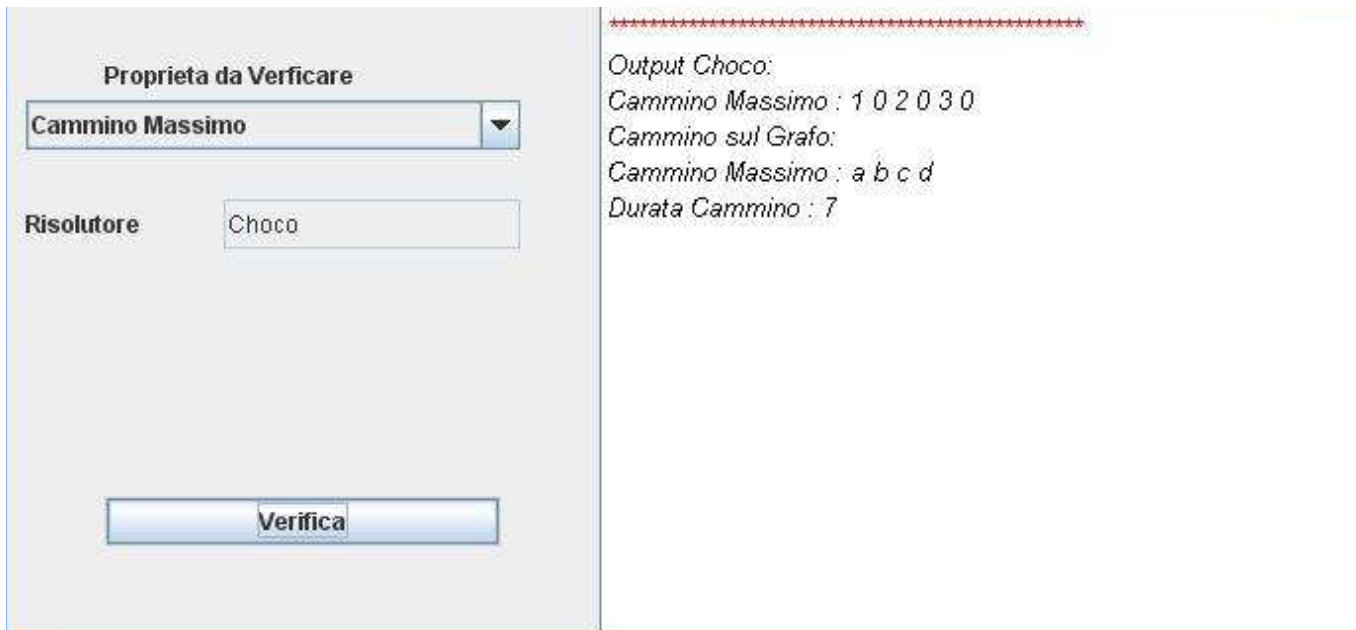 Proprieta da Verficare
Cammino Massimo
Risolutore
Choco
Verifica
***********************************************
Output Choco:
Cammino Massimo : 1 0 2 0 3 0
Cammino sul Grafo:
Cammino Massimo : a b c d
Durata Cammino : 7